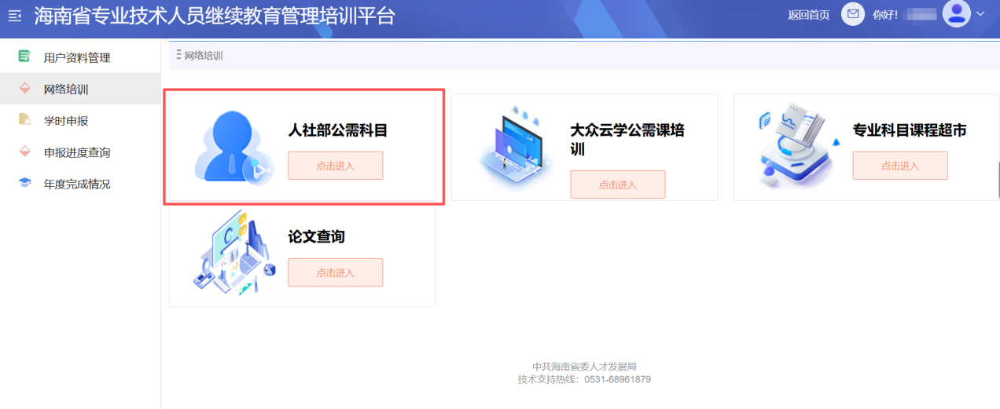 海南省专业技术人员继续教育管理培训平台
返回首页
你好!
用户资料管理
网络培训
学时申报
申报进度查询
年度完成情况
网络培训
人社部公需科目
点击进入
大众云学公需课培
训
点击进入
专业科目课程超市
点击进入
论文查询
点击进入
中共海南省委人才发展局
技术支持热线：0531-68961879